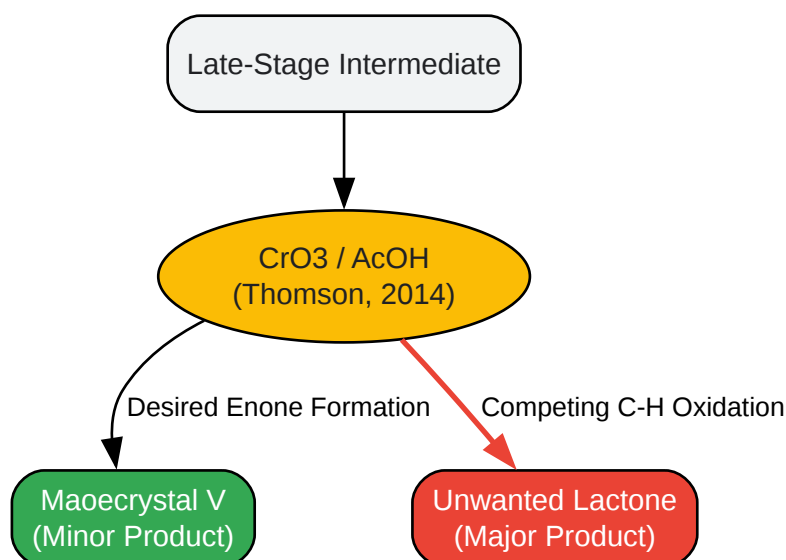 Late-Stage Intermediate
CrO3 / AcOH
(Thomson, 2014)
Desired Enone Formation
Competing C-H Oxidation
Maoecrystal V
(Minor Product)
Unwanted Lactone
(Major Product)